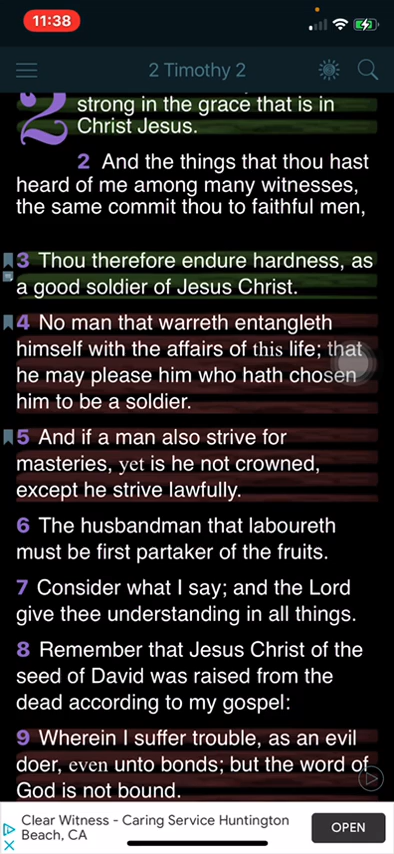 11:38
2 Timothy 2
2 strong in the grace that is in
Christ Jesus.
2 And the things that thou hast
heard of me among many witnesses,
the same commit thou to faithful men,
3 Thou therefore endure hardness, as
a good soldier of Jesus Christ.
4 No man that warreth entangleth
himself with the affairs of this life; that
he may please him who hath chosen
him to be a soldier.
5 And if a man also strive for
masteries, yet is he not crowned,
except he strive lawfully.
6 The husbandman that laboureth
must be first partaker of the fruits.
7 Consider what I say; and the Lord
give thee understanding in all things.
8 Remember that Jesus Christ of the
seed of David was raised from the
dead according to my gospel:
9 Wherein I suffer trouble, as an evil
doer, even unto bonds; but the word of
God is not bound.
Clear Witness - Caring Service Huntington
Beach, CA
OPEN